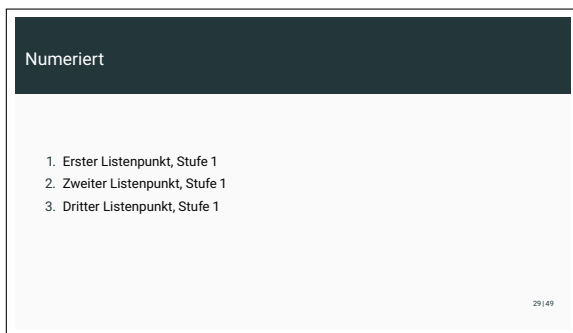 Numeriert
1. Erster Listenpunkt, Stufe 1
2. Zweiter Listenpunkt, Stufe 1
3. Dritter Listenpunkt, Stufe 1
29|49